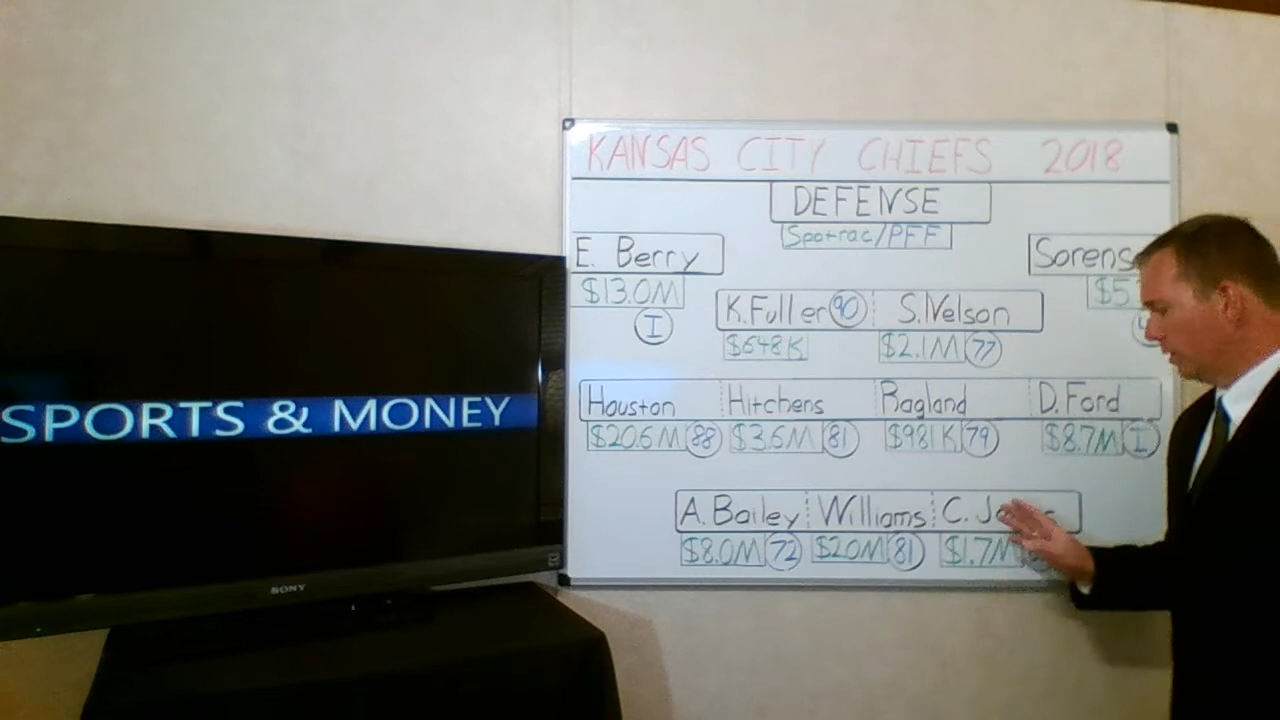 KANSAS CITY CHIEFS 2018
DEFENSE
Spotrac/PFF
E. Berry
$13.0M
I
K. Fuller 90 S. Nelson
$648K $2.1M 77
Houston Hitchens Ragland D. Ford
$20.6M 88 $3.6M 81 $981K 79 $8.7M I
A. Bailey Williams C.
$8.0M 72 $2.0M 81 $1.7M
SPORTS & MONEY
SONY